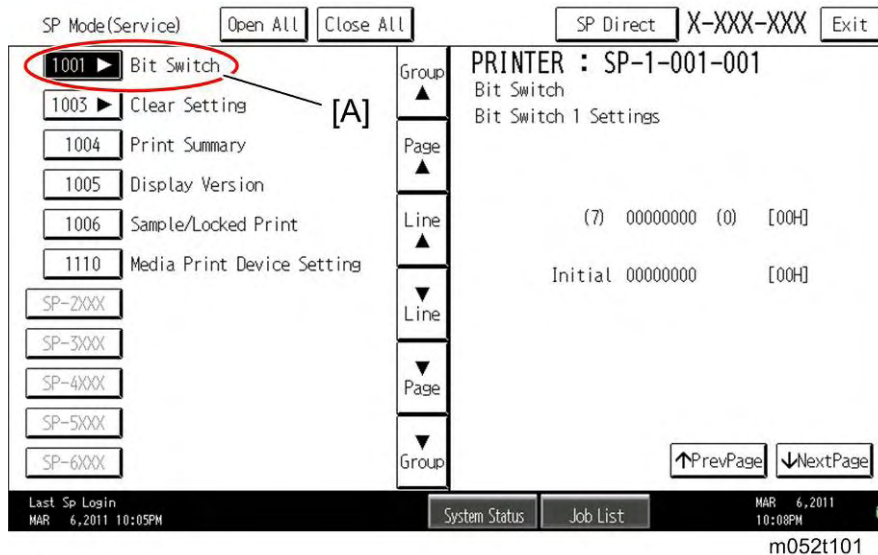 SP Mode(Service) Open All Close All SP Direct X-XXX-XXX Exit
1001 ► Bit Switch
1003 ► Clear Setting
[A]
1004 Print Summary
1005 Display Version
1006 Sample/Locked Print
1110 Media Print Device Setting
SP-2XXX
SP-3XXX
SP-4XXX
SP-5XXX
SP-6XXX
Group ▲
Page ▲
Line ▲
▼ Line
▼ Page
▼ Group
PRINTER : SP-1-001-001
Bit Switch
Bit Switch 1 Settings
(7) 00000000 (0) [00H]
Initial 00000000 [00H]
↑PrevPage ↓NextPage
Last Sp Login
MAR 6,2011 10:05PM
System Status Job List
MAR 6,2011
10:08PM
m052t101